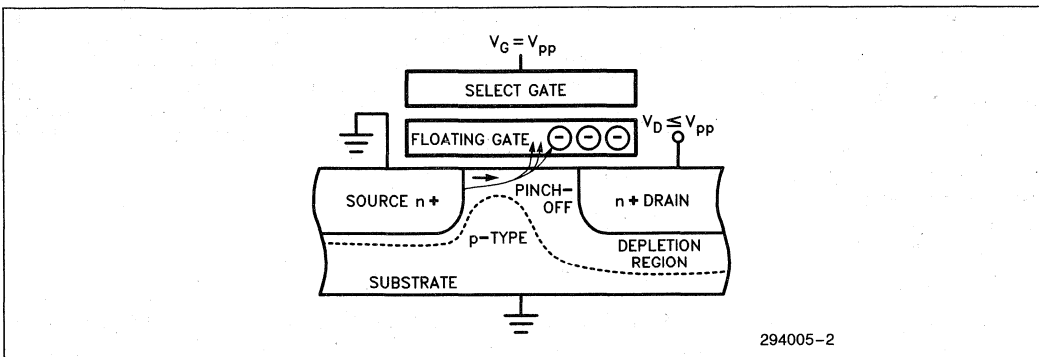 V_G = V_pp
SELECT GATE
FLOATING GATE
V_D ≤ V_pp
SOURCE n+
PINCH-
OFF
n+ DRAIN
p-TYPE
DEPLETION
REGION
SUBSTRATE
294005-2